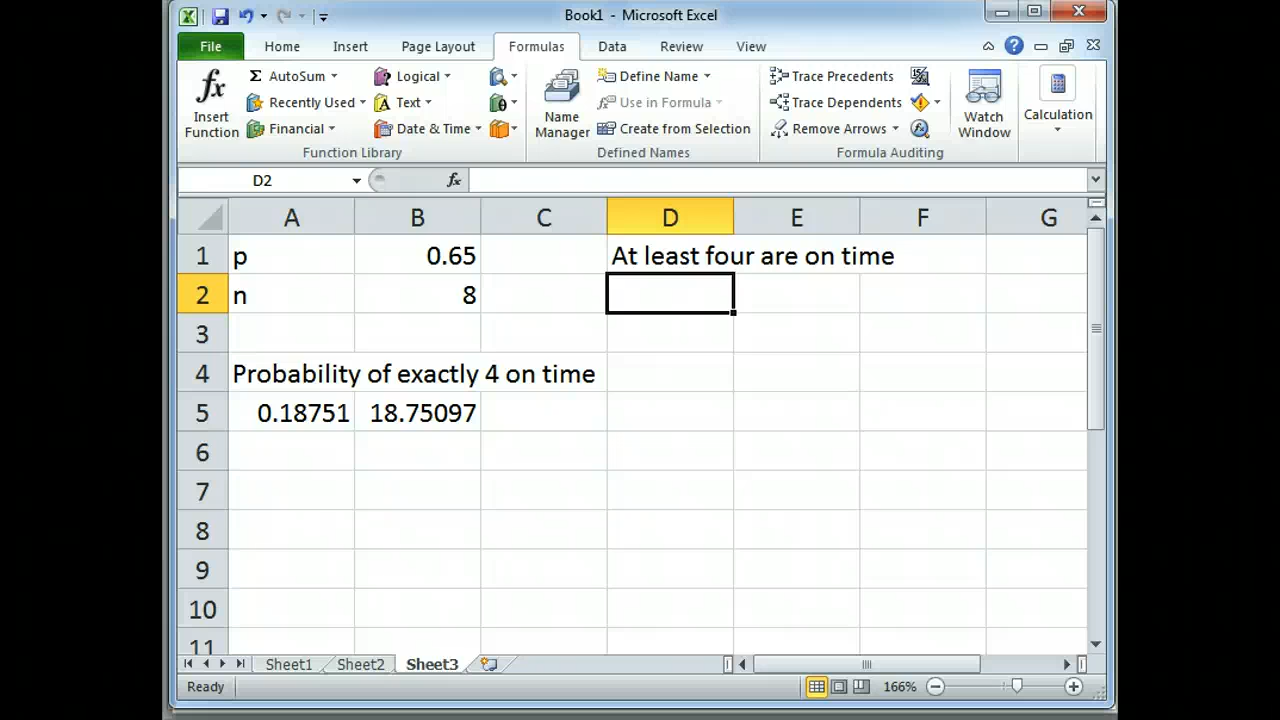 Book1 - Microsoft Excel
File Home Insert Page Layout Formulas Data Review View
fx Insert Function
Σ AutoSum
Recently Used
Financial
Logical
Text
Date & Time
Function Library
Name Manager
Define Name
fx Use in Formula
Create from Selection
Defined Names
Trace Precedents
Trace Dependents
Remove Arrows
Formula Auditing
Watch Window
Calculation
D2 fx
A B C D E F G
1 p 0.65 At least four are on time
2 n 8
3
4 Probability of exactly 4 on time
5 0.18751 18.75097
6
7
8
9
10
11
Sheet1 Sheet2 Sheet3
Ready 166%